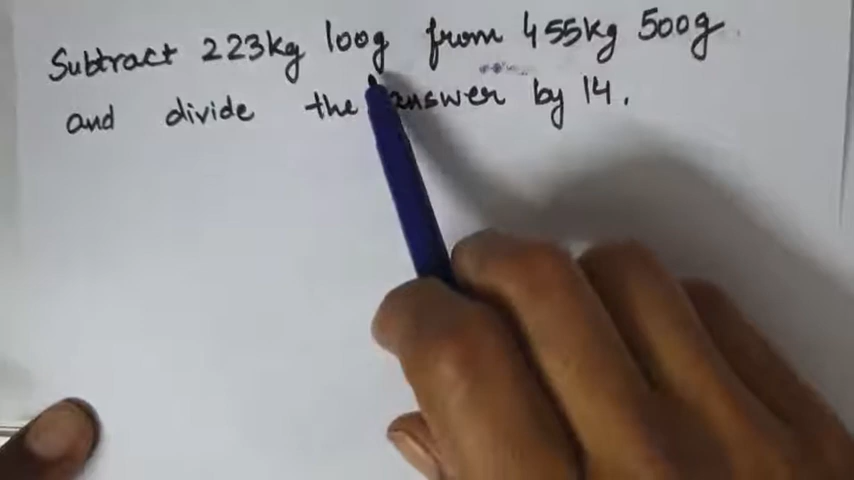 Subtract 223kg 100g from 455kg 500g
and divide the answer by 14.